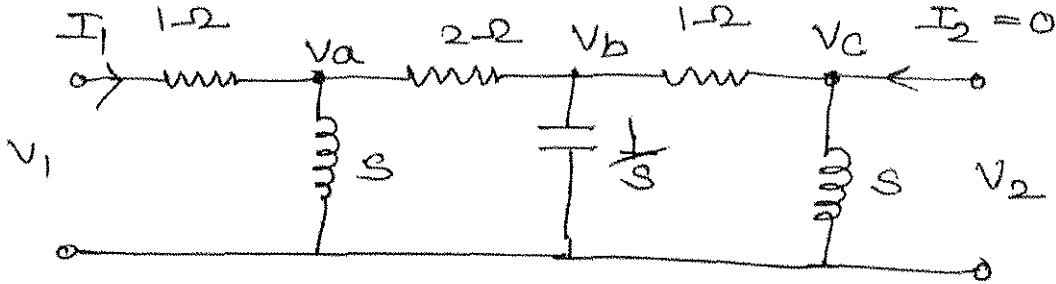 I1 1Ω Va 2Ω Vb 1Ω Vc I2 = 0
V1 S 1/S S V2